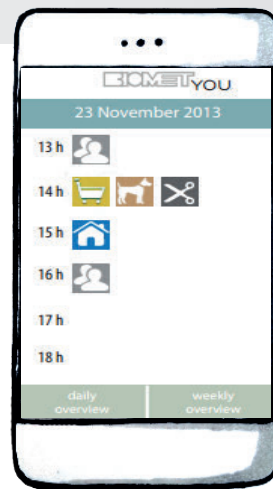 BIOMETYOU
23 November 2013
13 h
14 h
15 h
16 h
17 h
18 h
daily
overview
weekly
overview